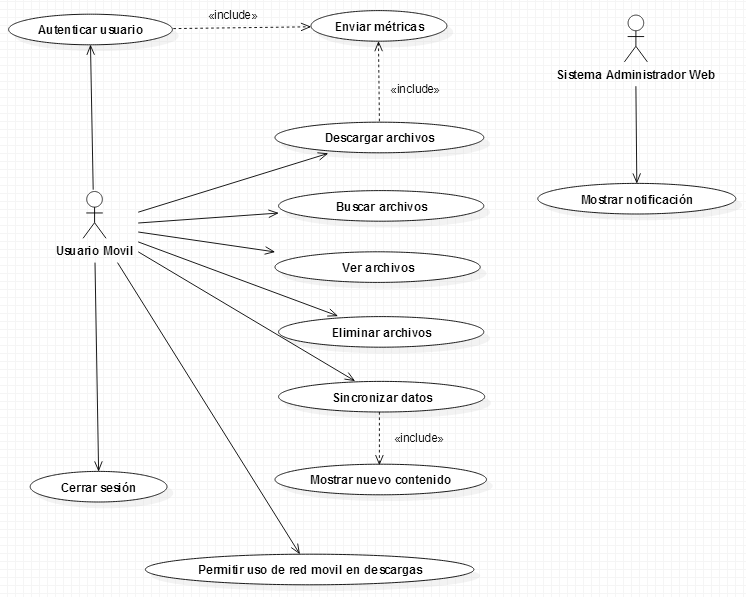 Autenticar usuario
«include»
Enviar métricas
Sistema Administrador Web
«include»
Descargar archivos
Mostrar notificación
Buscar archivos
Usuario Movil
Ver archivos
Eliminar archivos
Sincronizar datos
«include»
Mostrar nuevo contenido
Cerrar sesión
Permitir uso de red movil en descargas